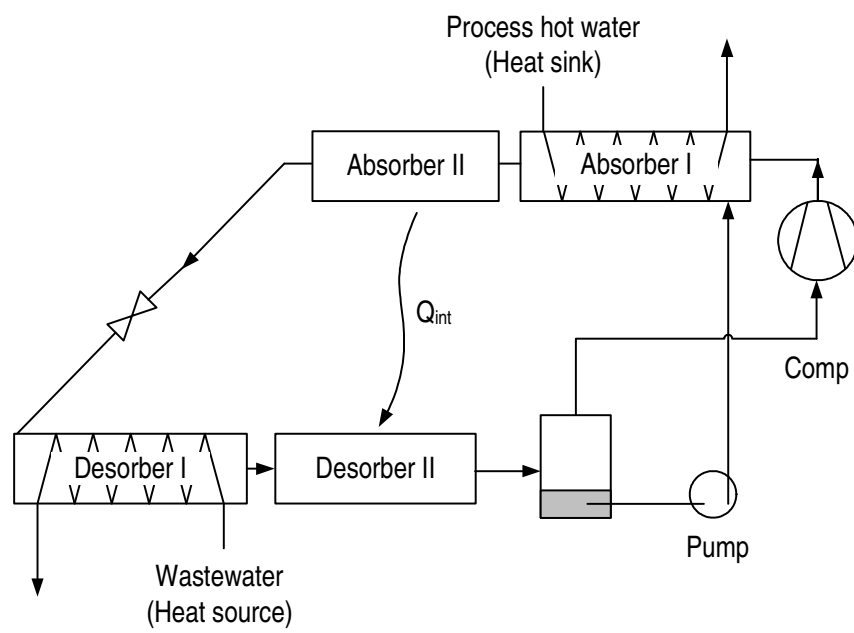 Process hot water
(Heat sink)
Absorber II
Absorber I
Qint
Comp
Desorber I
Desorber II
Pump
Wastewater
(Heat source)